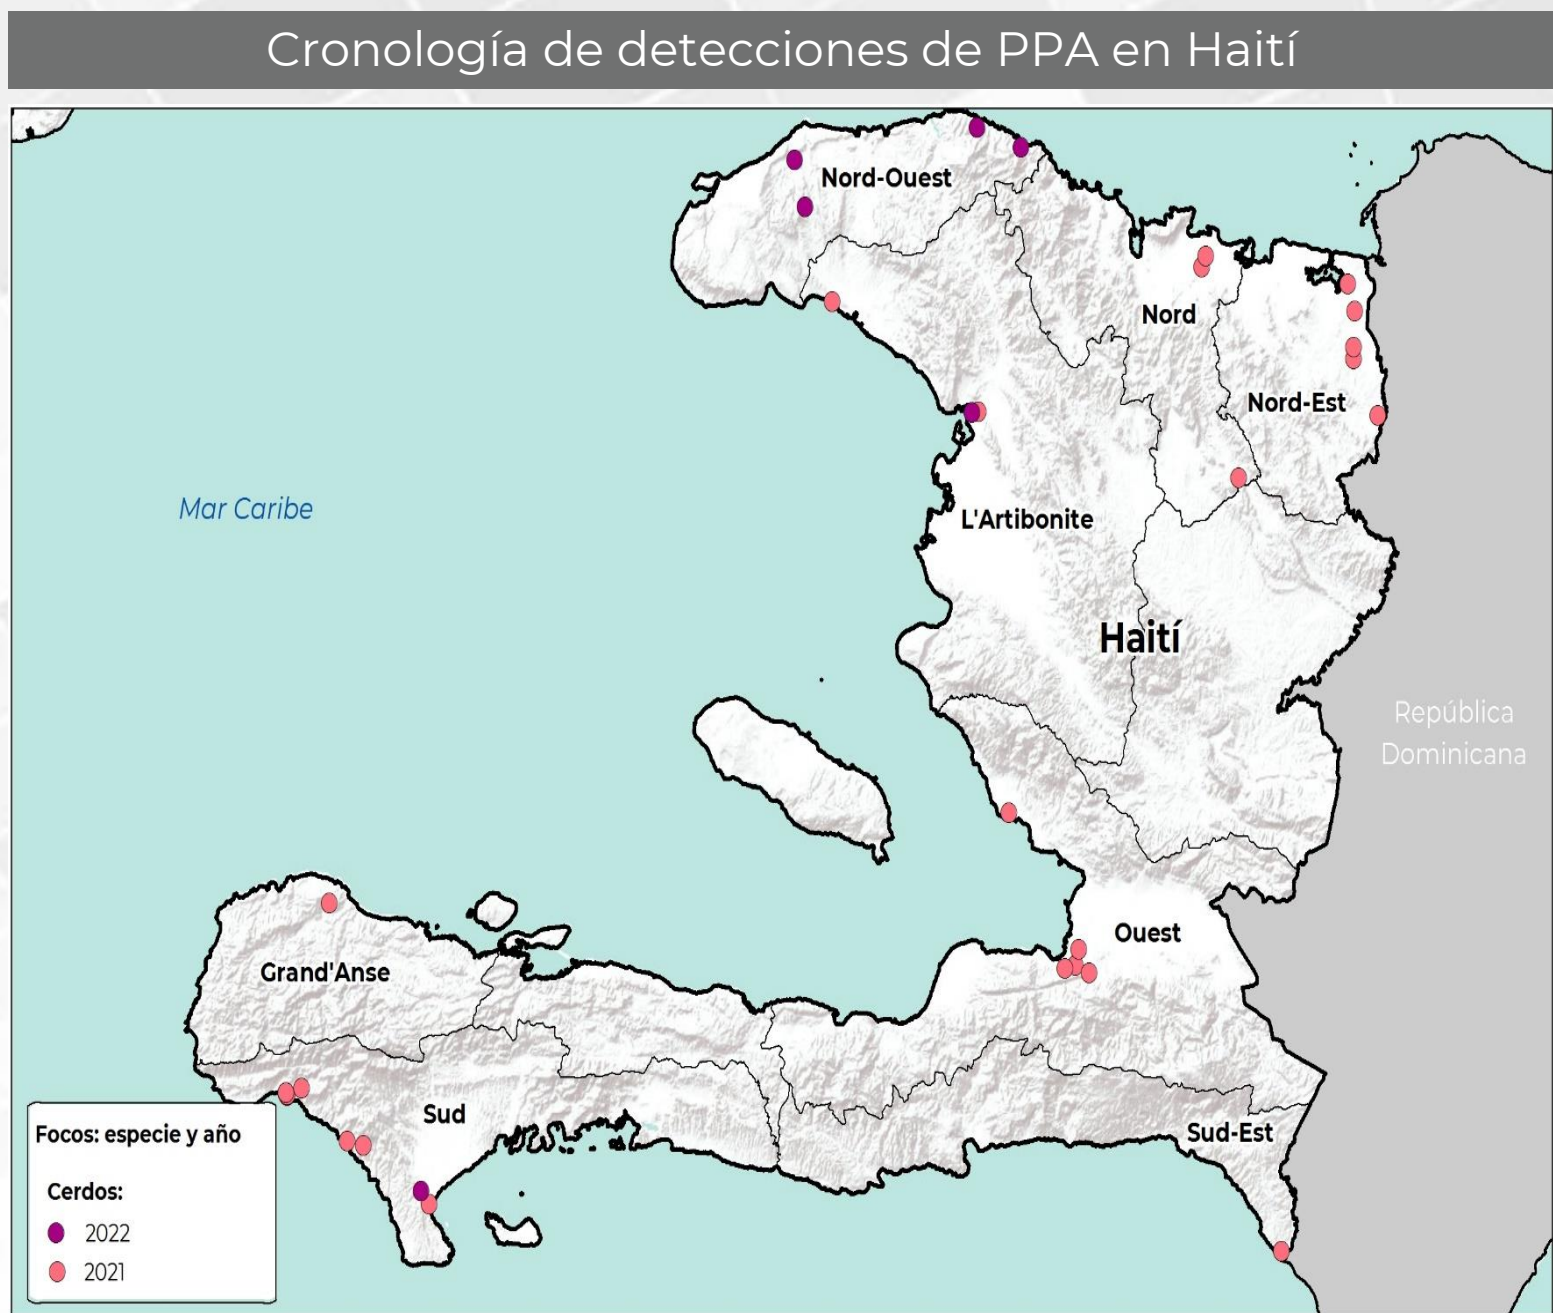 Cronología de detecciones de PPA en Haití
Nord-Ouest
Nord
Nord-Est
Mar Caribe
L'Artibonite
Haití
República
Dominicana
Ouest
Grand'Anse
Sud
Sud-Est
Focos: especie y año
Cerdos:
2022
2021